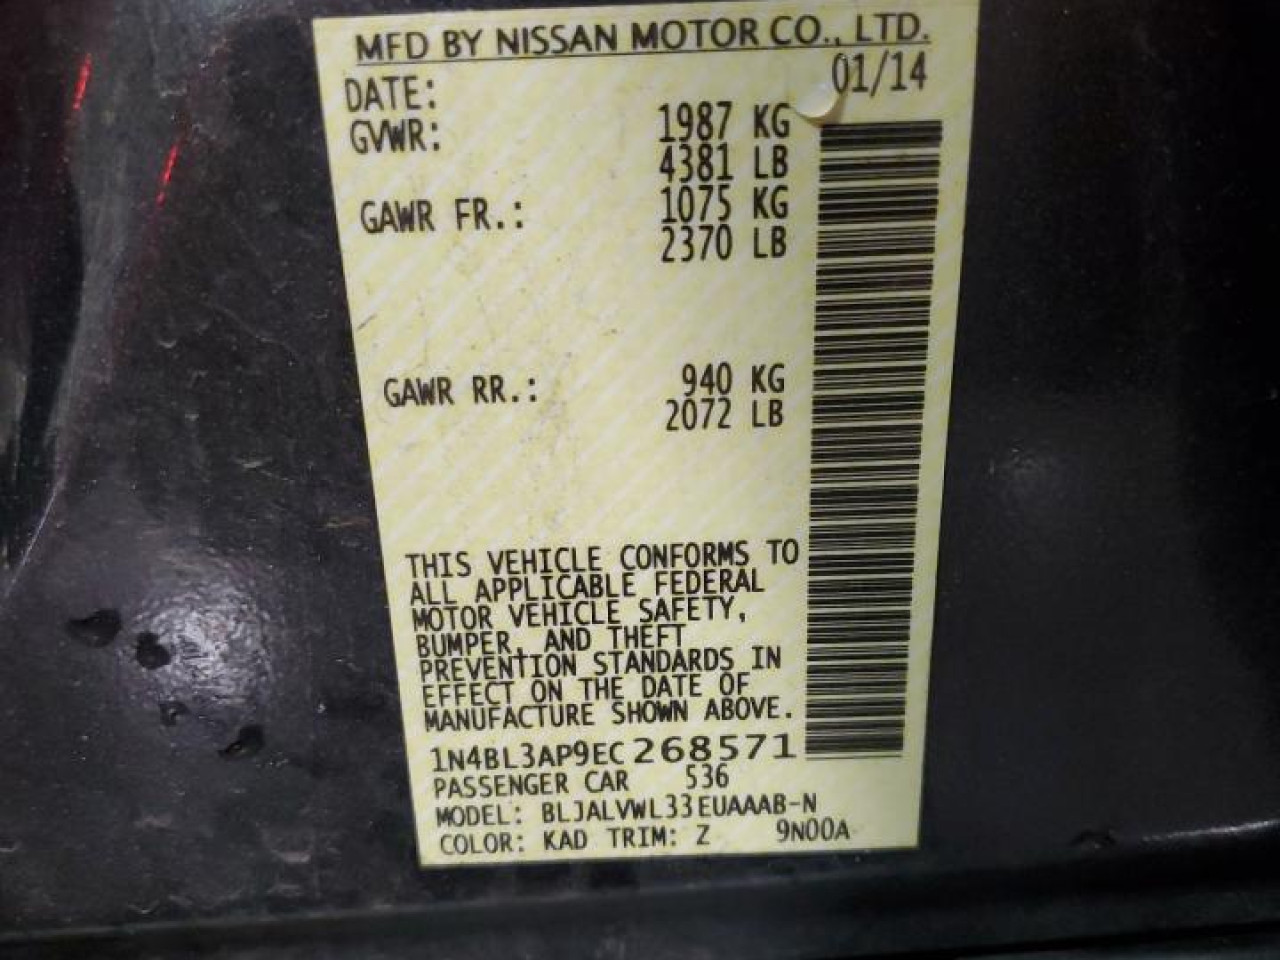 MFD BY NISSAN MOTOR CO., LTD.
DATE: 01/14
GVWR: 1987 KG
4381 LB
GAWR FR.: 1075 KG
2370 LB
GAWR RR.: 940 KG
2072 LB
THIS VEHICLE CONFORMS TO
ALL APPLICABLE FEDERAL
MOTOR VEHICLE SAFETY,
BUMPER, AND THEFT
PREVENTION STANDARDS IN
EFFECT ON THE DATE OF
MANUFACTURE SHOWN ABOVE.
1N4BL3AP9EC268571
PASSENGER CAR 536
MODEL: BLJALVWL33EUAAAB-N
COLOR: KAD TRIM: Z 9N00A